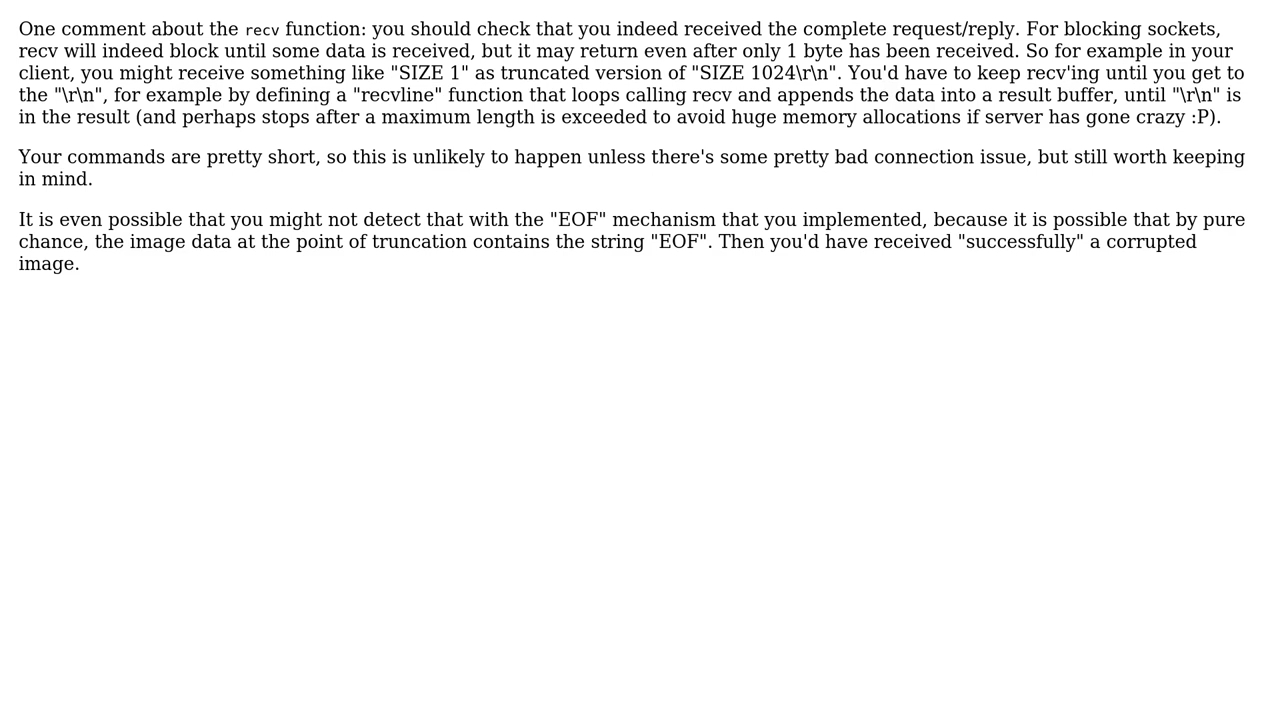 One comment about the recv function: you should check that you indeed received the complete request/reply. For blocking sockets,
recv will indeed block until some data is received, but it may return even after only 1 byte has been received. So for example in your
client, you might receive something like "SIZE 1" as truncated version of "SIZE 1024\r\n". You'd have to keep recv'ing until you get to
the "\r\n", for example by defining a "recvline" function that loops calling recv and appends the data into a result buffer, until "\r\n" is
in the result (and perhaps stops after a maximum length is exceeded to avoid huge memory allocations if server has gone crazy :P).
Your commands are pretty short, so this is unlikely to happen unless there's some pretty bad connection issue, but still worth keeping
in mind.
It is even possible that you might not detect that with the "EOF" mechanism that you implemented, because it is possible that by pure
chance, the image data at the point of truncation contains the string "EOF". Then you'd have received "successfully" a corrupted
image.